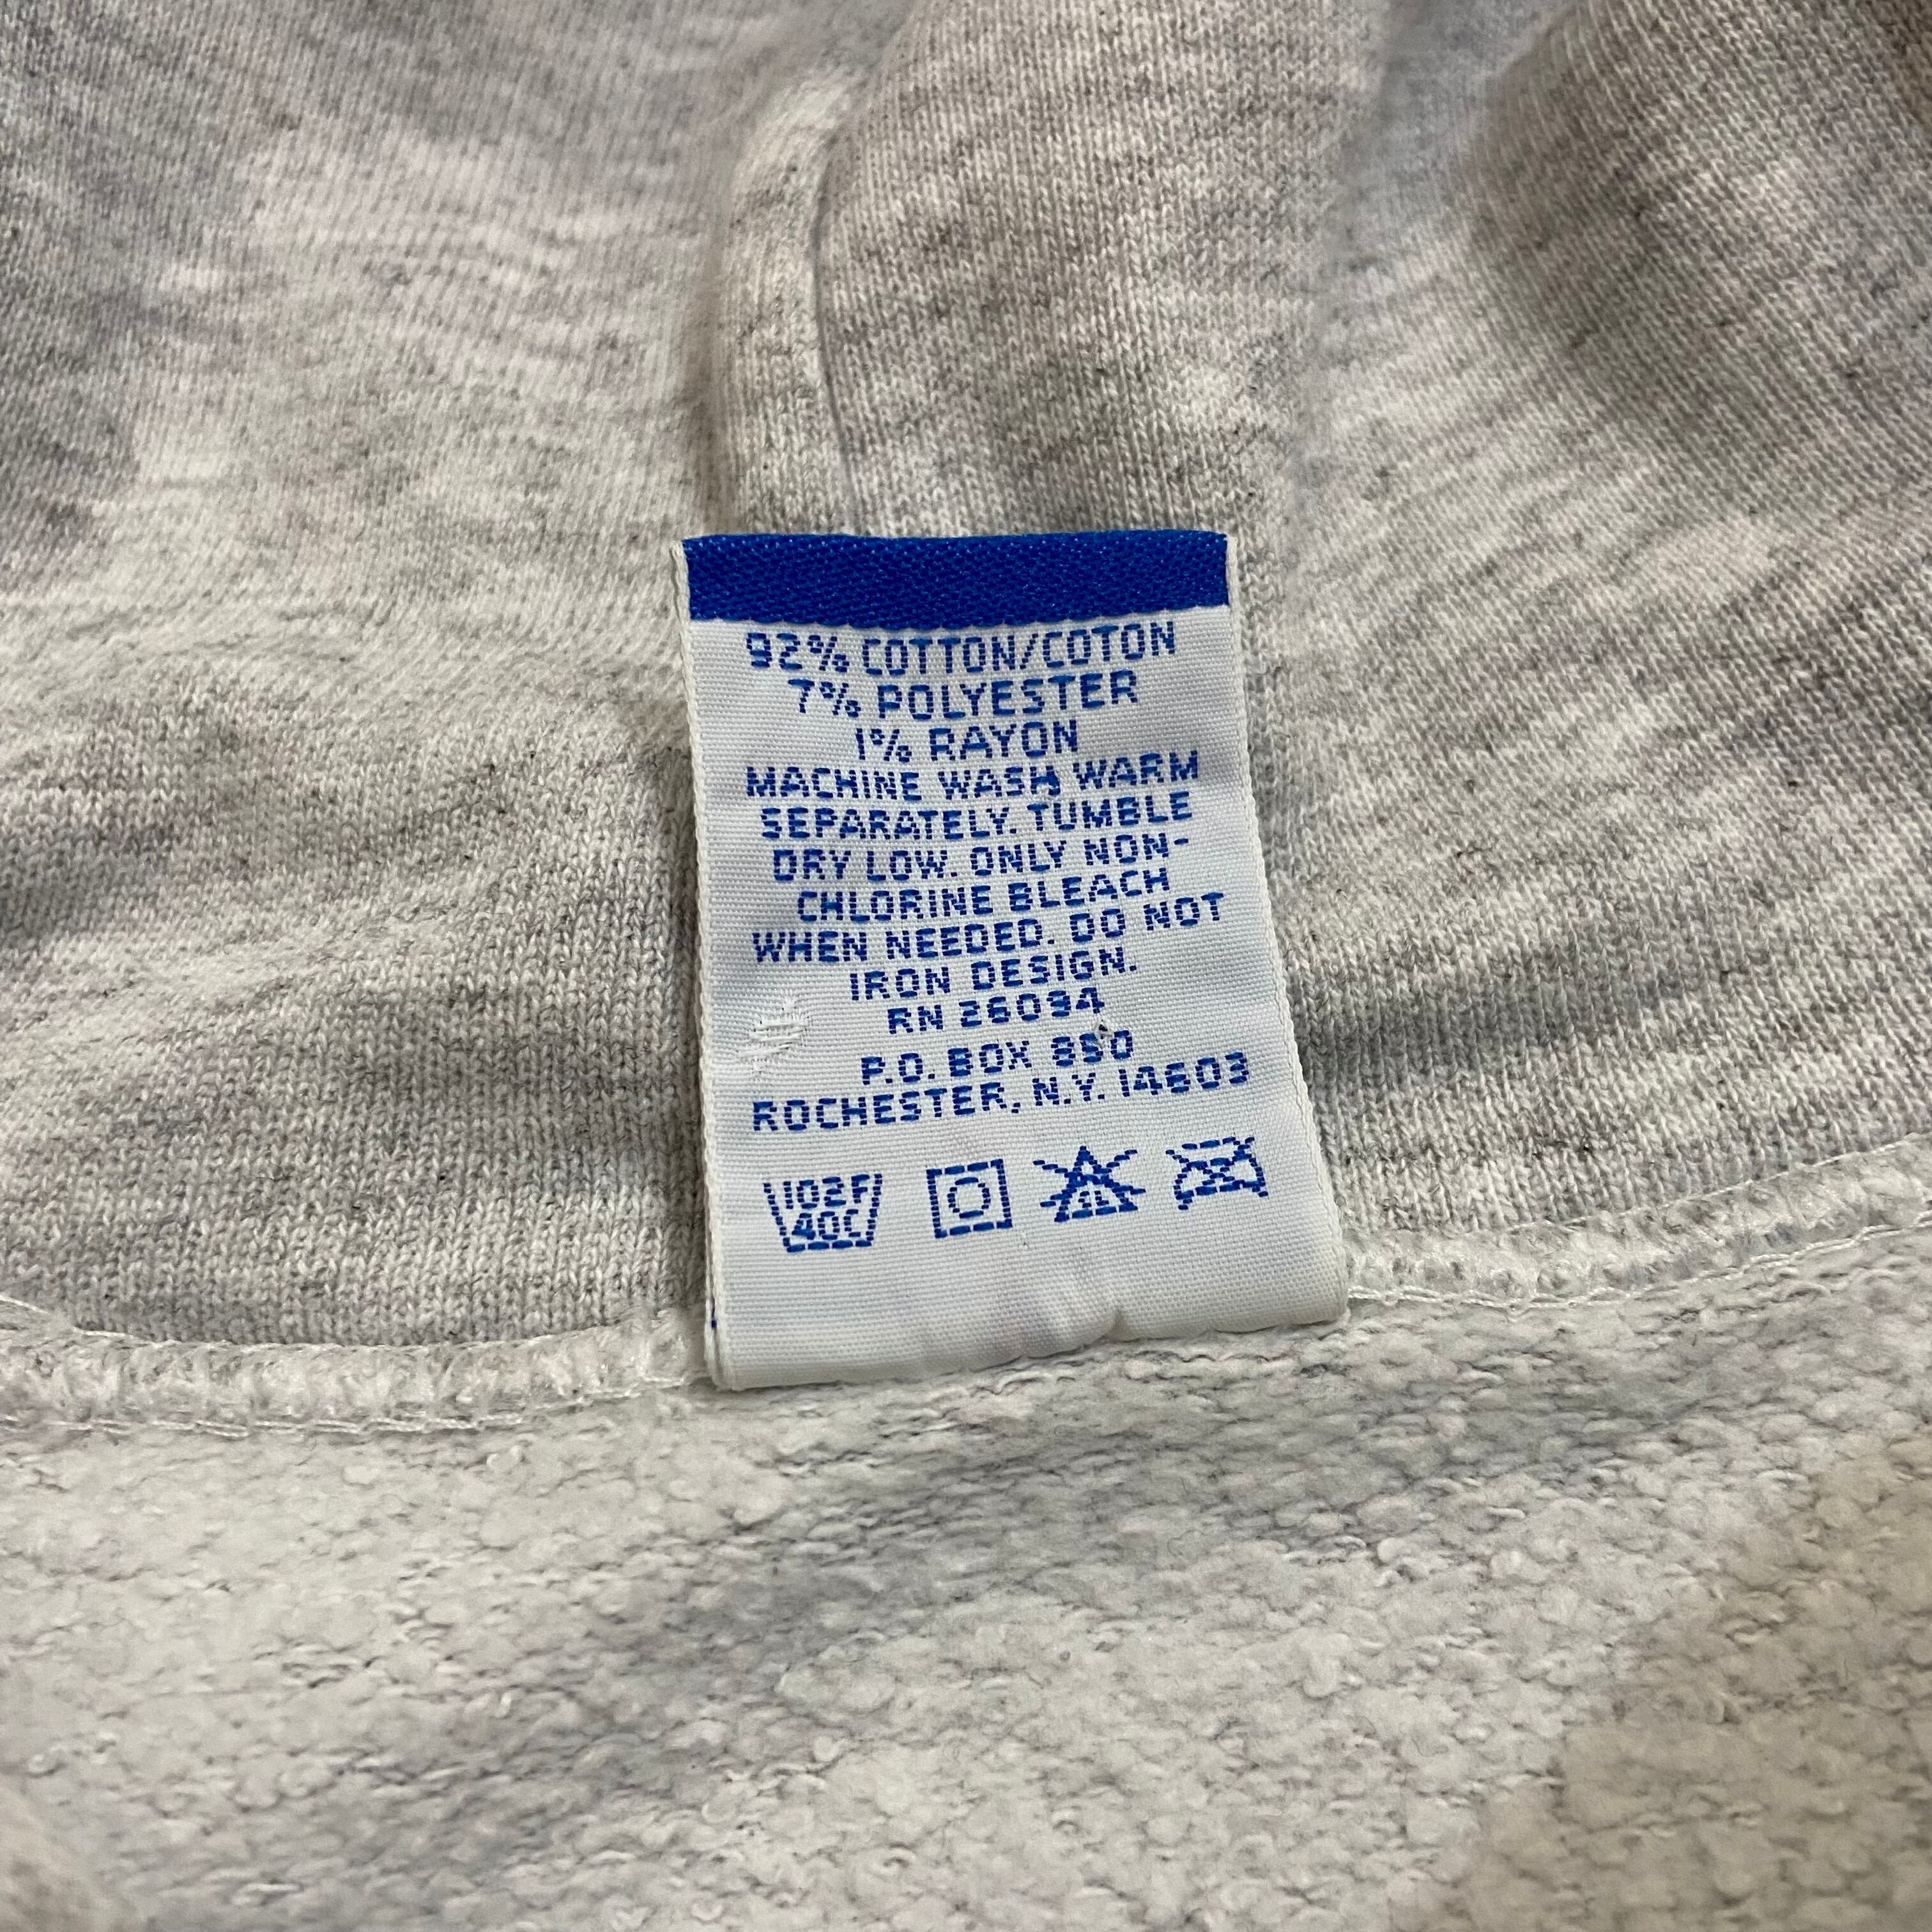 92% COTTON/COTON
7% POLYESTER
1% RAYON
MACHINE WASH WARM
SEPARATELY. TUMBLE
DRY LOW. ONLY NON-
CHLORINE BLEACH
WHEN NEEDED. DO NOT
IRON DESIGN.
RN 26094
P.O. BOX 850
ROCHESTER, N.Y. 14603
102F
40C
CL